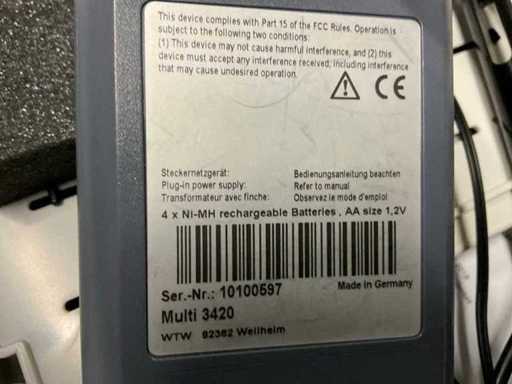 This device complies with Part 15 of the FCC Rules. Operation is
subject to the following two conditions:
(1) This device may not cause harmful interference, and (2) this
device must accept any interference received, including interference
that may cause undesired operation.
CE
Steckernetzgerät: Bedienungsanleitung beachten
Plug-in power supply: Refer to manual
Transformateur avec finche: Observez le mode d'emploi
4 x Ni-MH rechargeable Batteries , AA size 1,2V
Ser.-Nr.: 10100597 Made in Germany
Multi 3420
WTW 82362 Weilheim